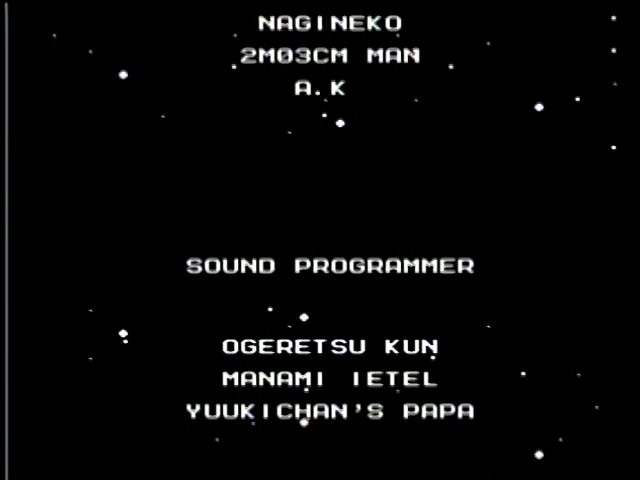 NAGINEKO
2M03CM MAN
A.K
SOUND PROGRAMMER
OGERETSU KUN
MANAMI IETEL
YUUKICHAN'S PAPA